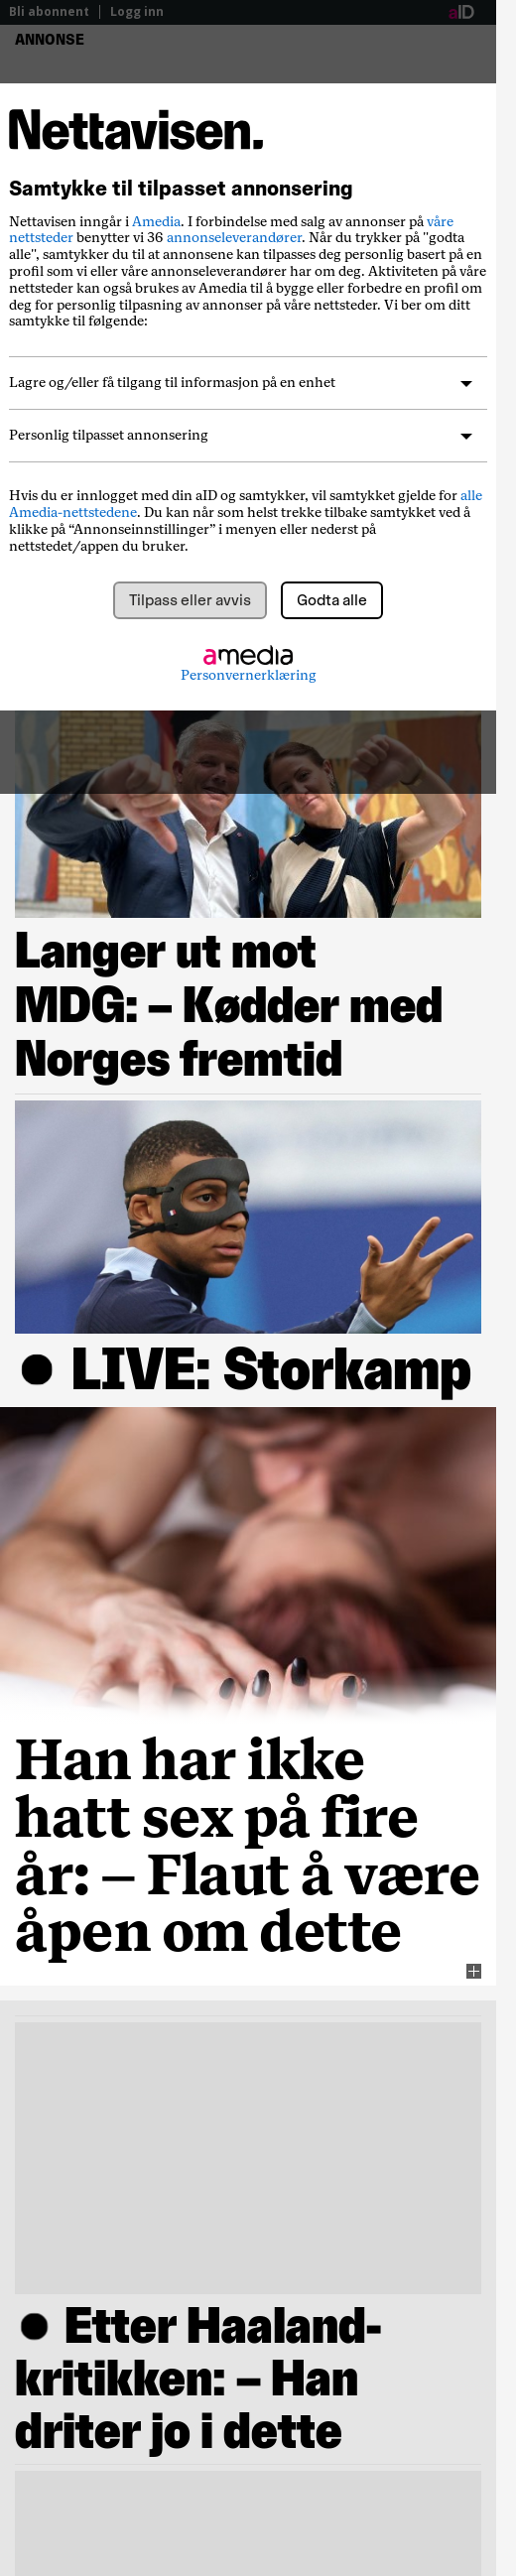 Bli abonnent | Logg inn aID
ANNONSE
Nettavisen.
Samtykke til tilpasset annonsering
Nettavisen inngår i Amedia. I forbindelse med salg av annonser på våre
nettsteder benytter vi 36 annonseleverandører. Når du trykker på "godta
alle", samtykker du til at annonsene kan tilpasses deg personlig basert på en
profil som vi eller våre annonseleverandører har om deg. Aktiviteten på våre
nettsteder kan også brukes av Amedia til å bygge eller forbedre en profil om
deg for personlig tilpasning av annonser på våre nettsteder. Vi ber om ditt
samtykke til følgende:
Lagre og/eller få tilgang til informasjon på en enhet
Personlig tilpasset annonsering
Hvis du er innlogget med din aID og samtykker, vil samtykket gjelde for alle
Amedia-nettstedene. Du kan når som helst trekke tilbake samtykket ved å
klikke på “Annonseinnstillinger” i menyen eller nederst på
nettstedet/appen du bruker.
Tilpass eller avvis Godta alle
amedia
Personvernerklæring
Langer ut mot
MDG: – Kødder med
Norges fremtid
● LIVE: Storkamp
Han har ikke
hatt sex på fire
år: – Flaut å være
åpen om dette
● Etter Haaland-
kritikken: – Han
driter jo i dette